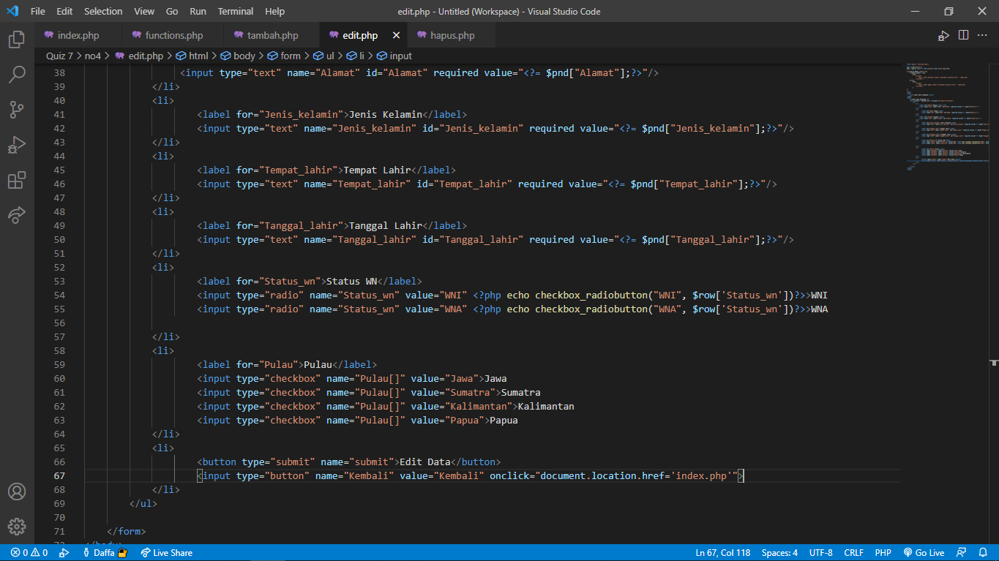 File Edit Selection View Go Run Terminal Help edit.php - Untitled (Workspace) - Visual Studio Code
index.php functions.php tambah.php edit.php hapus.php
Quiz 7 > no4 > edit.php > html > body > form > ul > li > input
38 <input type="text" name="Alamat" id="Alamat" required value="<?= $pnd["Alamat"];?>"/>
39 </li>
40 <li>
41 <label for="Jenis_kelamin">Jenis Kelamin</label>
42 <input type="text" name="Jenis_kelamin" id="Jenis_kelamin" required value="<?= $pnd["Jenis_kelamin"];?>"/>
43 </li>
44 <li>
45 <label for="Tempat_lahir">Tempat Lahir</label>
46 <input type="text" name="Tempat_lahir" id="Tempat_lahir" required value="<?= $pnd["Tempat_lahir"];?>"/>
47 </li>
48 <li>
49 <label for="Tanggal_lahir">Tanggal Lahir</label>
50 <input type="text" name="Tanggal_lahir" id="Tanggal_lahir" required value="<?= $pnd["Tanggal_lahir"];?>"/>
51 </li>
52 <li>
53 <label for="Status_wn">Status WN</label>
54 <input type="radio" name="Status_wn" value="WNI" <?php echo checkbox_radiobutton("WNI", $row['Status_wn'])?>>WNI
55 <input type="radio" name="Status_wn" value="WNA" <?php echo checkbox_radiobutton("WNA", $row['Status_wn'])?>>WNA
56
57 </li>
58 <li>
59 <label for="Pulau">Pulau</label>
60 <input type="checkbox" name="Pulau[]" value="Jawa">Jawa
61 <input type="checkbox" name="Pulau[]" value="Sumatra">Sumatra
62 <input type="checkbox" name="Pulau[]" value="Kalimantan">Kalimantan
63 <input type="checkbox" name="Pulau[]" value="Papua">Papua
64 </li>
65 <li>
66 <button type="submit" name="submit">Edit Data</button>
67 <input type="button" name="Kembali" value="Kembali" onclick="document.location.href='index.php'">
68 </li>
69 </ul>
70
71 </form>
72 </body>
0 0 Daffa Live Share Ln 67, Col 118 Spaces: 4 UTF-8 CRLF PHP Go Live